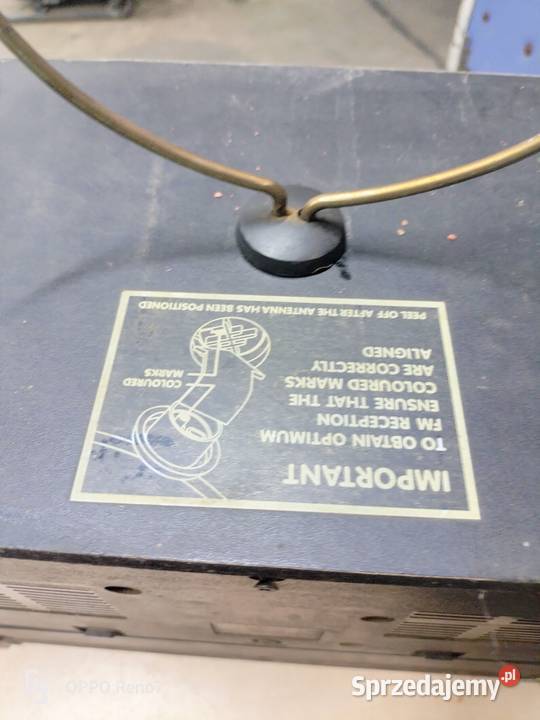 IMPORTANT
TO OBTAIN OPTIMUM
FM RECEPTION
ENSURE THAT THE
COLOURED MARKS
ARE CORRECTLY
ALIGNED
COLOURED
MARKS
PEEL OFF AFTER THE ANTENNA HAS BEEN POSITIONED
OPPO Reno7
Sprzedajemy.pl